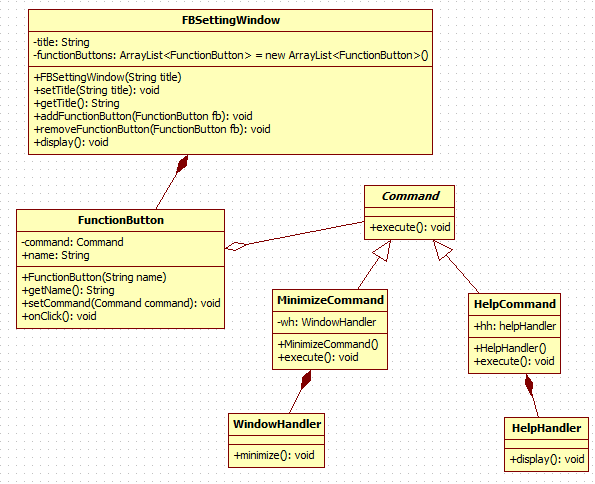 FBSettingWindow
-title: String
-functionButtons: ArrayList<FunctionButton> = new ArrayList<FunctionButton>()
+FBSettingWindow(String title)
+setTitle(String title): void
+getTitle(): String
+addFunctionButton(FunctionButton fb): void
+removeFunctionButton(FunctionButton fb): void
+display(): void
Command
+execute(): void
FunctionButton
-command: Command
+name: String
+FunctionButton(String name)
+getName(): String
+setCommand(Command command): void
+onClick(): void
MinimizeCommand
-wh: WindowHandler
+MinimizeCommand()
+execute(): void
HelpCommand
+hh: helpHandler
+HelpHandler()
+execute(): void
WindowHandler
+minimize(): void
HelpHandler
+display(): void